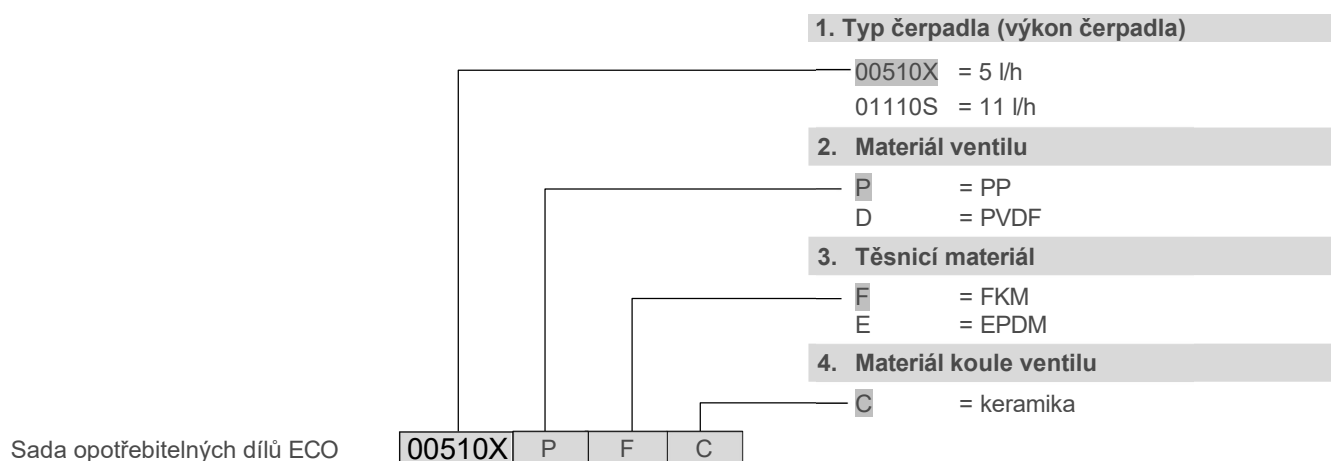 1. Typ čerpadla (výkon čerpadla)
00510X = 5 l/h
01110S = 11 l/h
2. Materiál ventilu
P = PP
D = PVDF
3. Těsnicí materiál
F = FKM
E = EPDM
4. Materiál koule ventilu
C = keramika
Sada opotřebitelných dílů ECO 00510X P F C